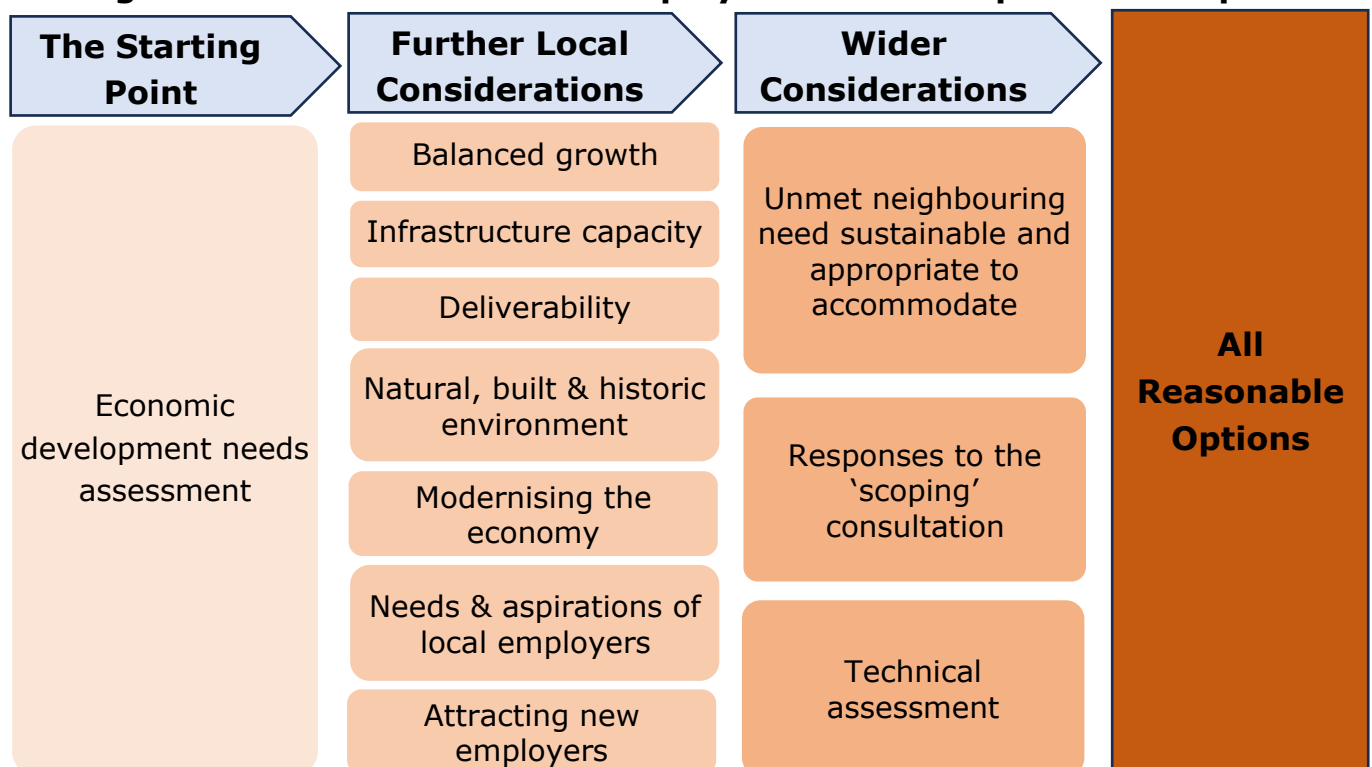 The Starting
Point
Further Local
Considerations
Wider
Considerations
Economic
development needs
assessment
Balanced growth
Infrastructure capacity
Deliverability
Natural, built & historic
environment
Modernising the
economy
Needs & aspirations of
local employers
Attracting new
employers
Unmet neighbouring
need sustainable and
appropriate to
accommodate
Responses to the
‘scoping’
consultation
Technical
assessment
All
Reasonable
Options